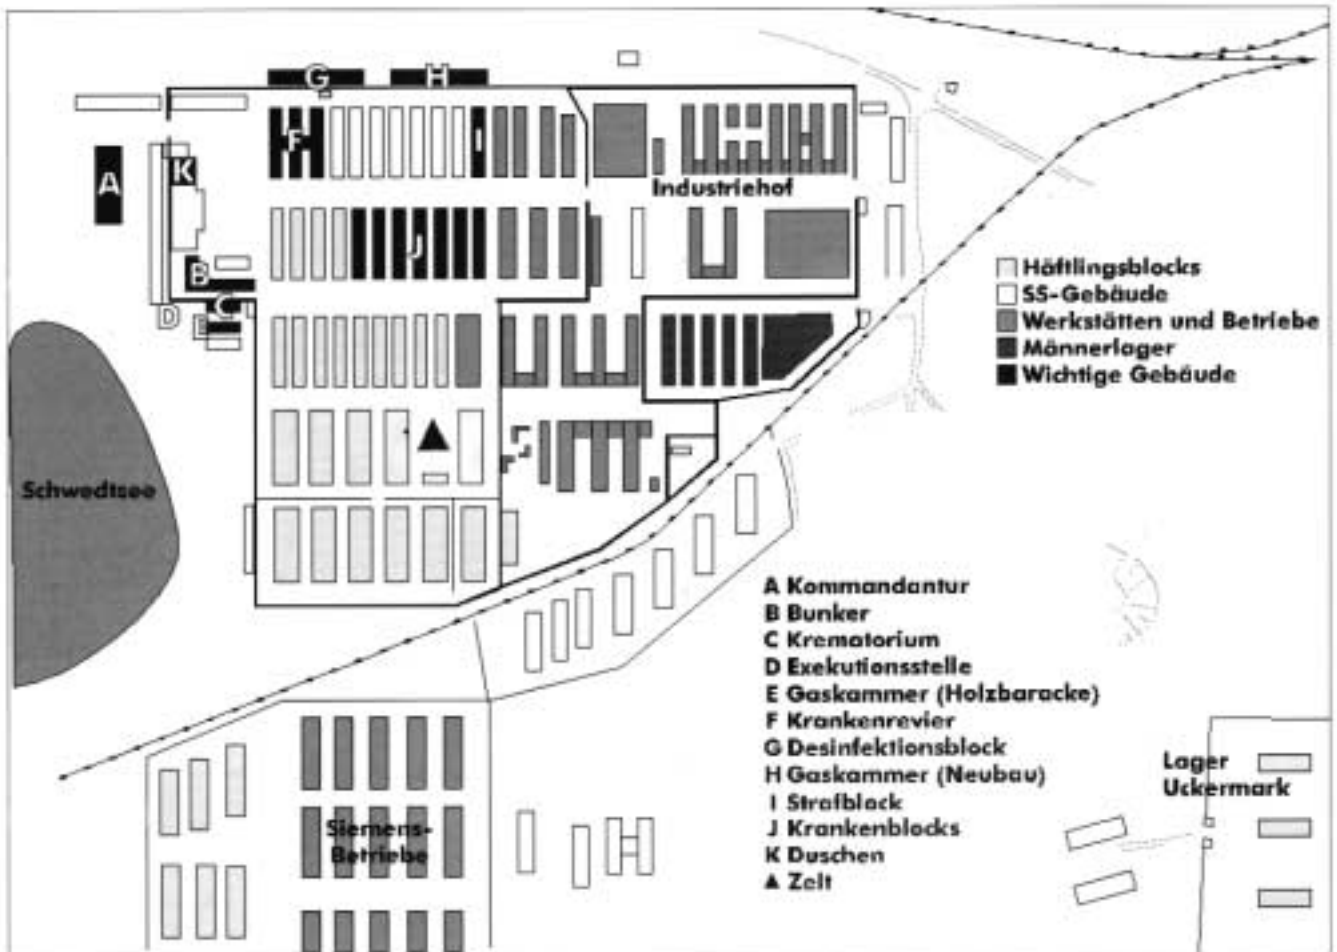 G
H
F
I
K
A
Industriehof
J
B
C
D
E
Häftlingsblocks
SS-Gebäude
Werkstätten und Betriebe
Männerlager
Wichtige Gebäude
Schwedtsee
A Kommandantur
B Bunker
C Krematorium
D Exekutionsstelle
E Gaskammer (Holzbaracke)
F Krankenrevier
G Desinfektionsblock
H Gaskammer (Neubau)
I Strafblock
J Krankenblocks
K Duschen
▲ Zelt
Siemens-
Betriebe
Lager
Uckermark